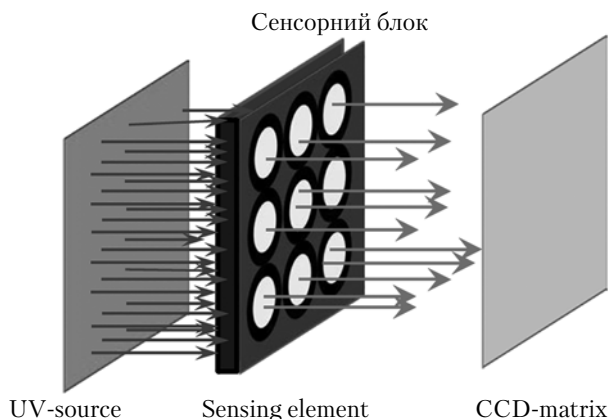 Сенсорний блок
UV-source Sensing element CCD-matrix